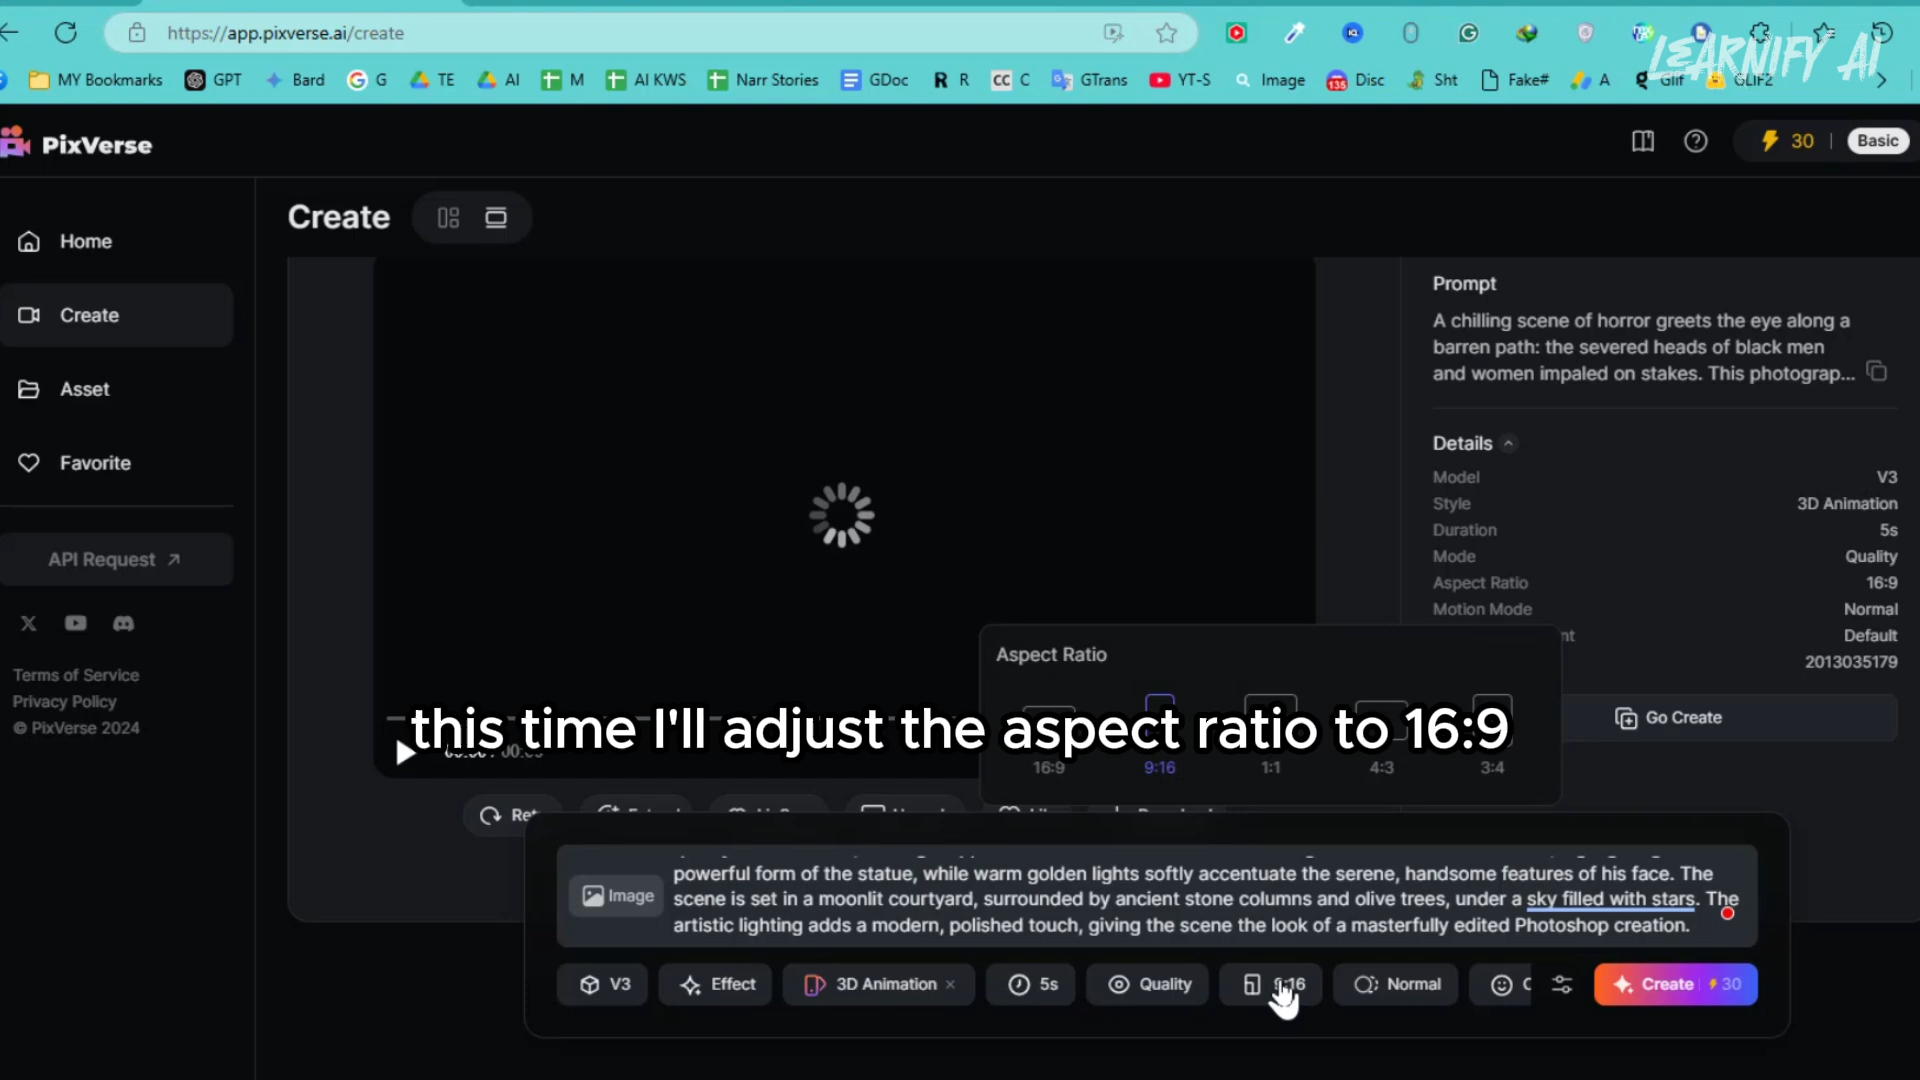 https://app.pixverse.ai/create
LEARNIFY AI
MY Bookmarks GPT Bard G TE AI M AI KWS Narr Stories GDoc R R CC C GTrans YT-S Image 135 Disc Sht Fake# A Glif GLIF2
PixVerse
30 Basic
Create
Home
Create
Asset
Favorite
API Request
Terms of Service
Privacy Policy
© PixVerse 2024
Prompt
A chilling scene of horror greets the eye along a
barren path: the severed heads of black men
and women impaled on stakes. This photograp...
Details
Model V3
Style 3D Animation
Duration 5s
Mode Quality
Aspect Ratio 16:9
Motion Mode Normal
Default
2013035179
Go Create
Aspect Ratio
16:9 9:16 1:1 4:3 3:4
this time I'll adjust the aspect ratio to 16:9
Image
powerful form of the statue, while warm golden lights softly accentuate the serene, handsome features of his face. The
scene is set in a moonlit courtyard, surrounded by ancient stone columns and olive trees, under a sky filled with stars. The
artistic lighting adds a modern, polished touch, giving the scene the look of a masterfully edited Photoshop creation.
V3 Effect 3D Animation × 5s Quality 9:16 Normal C Create 30